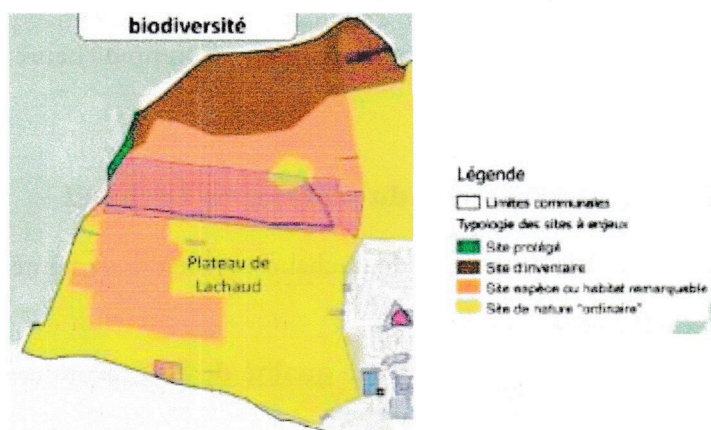 biodiversité
Plateau de
Lachaud
Légende
Limites communales
Typologie des sites à enjeux
Site protégé
Site d'inventaire
Site espèce ou habitat remarquable
Site de nature "ordinaire"